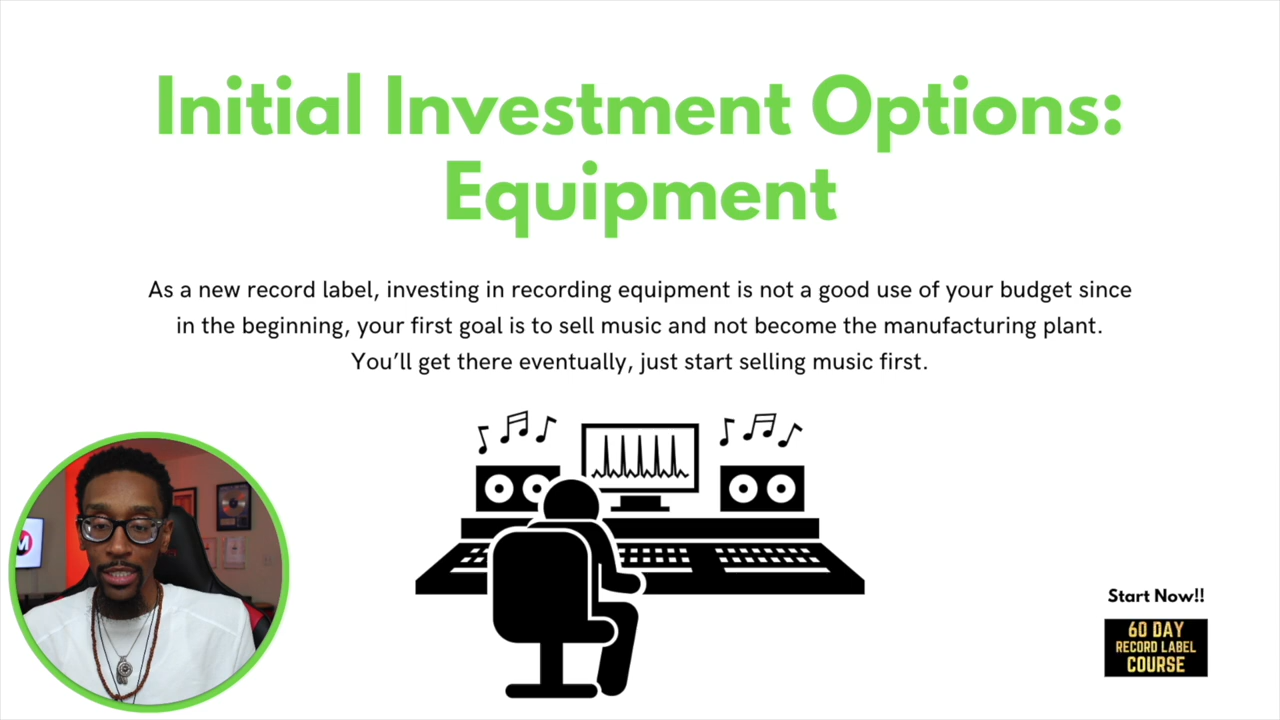 Initial Investment Options:
Equipment
As a new record label, investing in recording equipment is not a good use of your budget since
in the beginning, your first goal is to sell music and not become the manufacturing plant.
You’ll get there eventually, just start selling music first.
M
Start Now!!
60 DAY
RECORD LABEL
COURSE